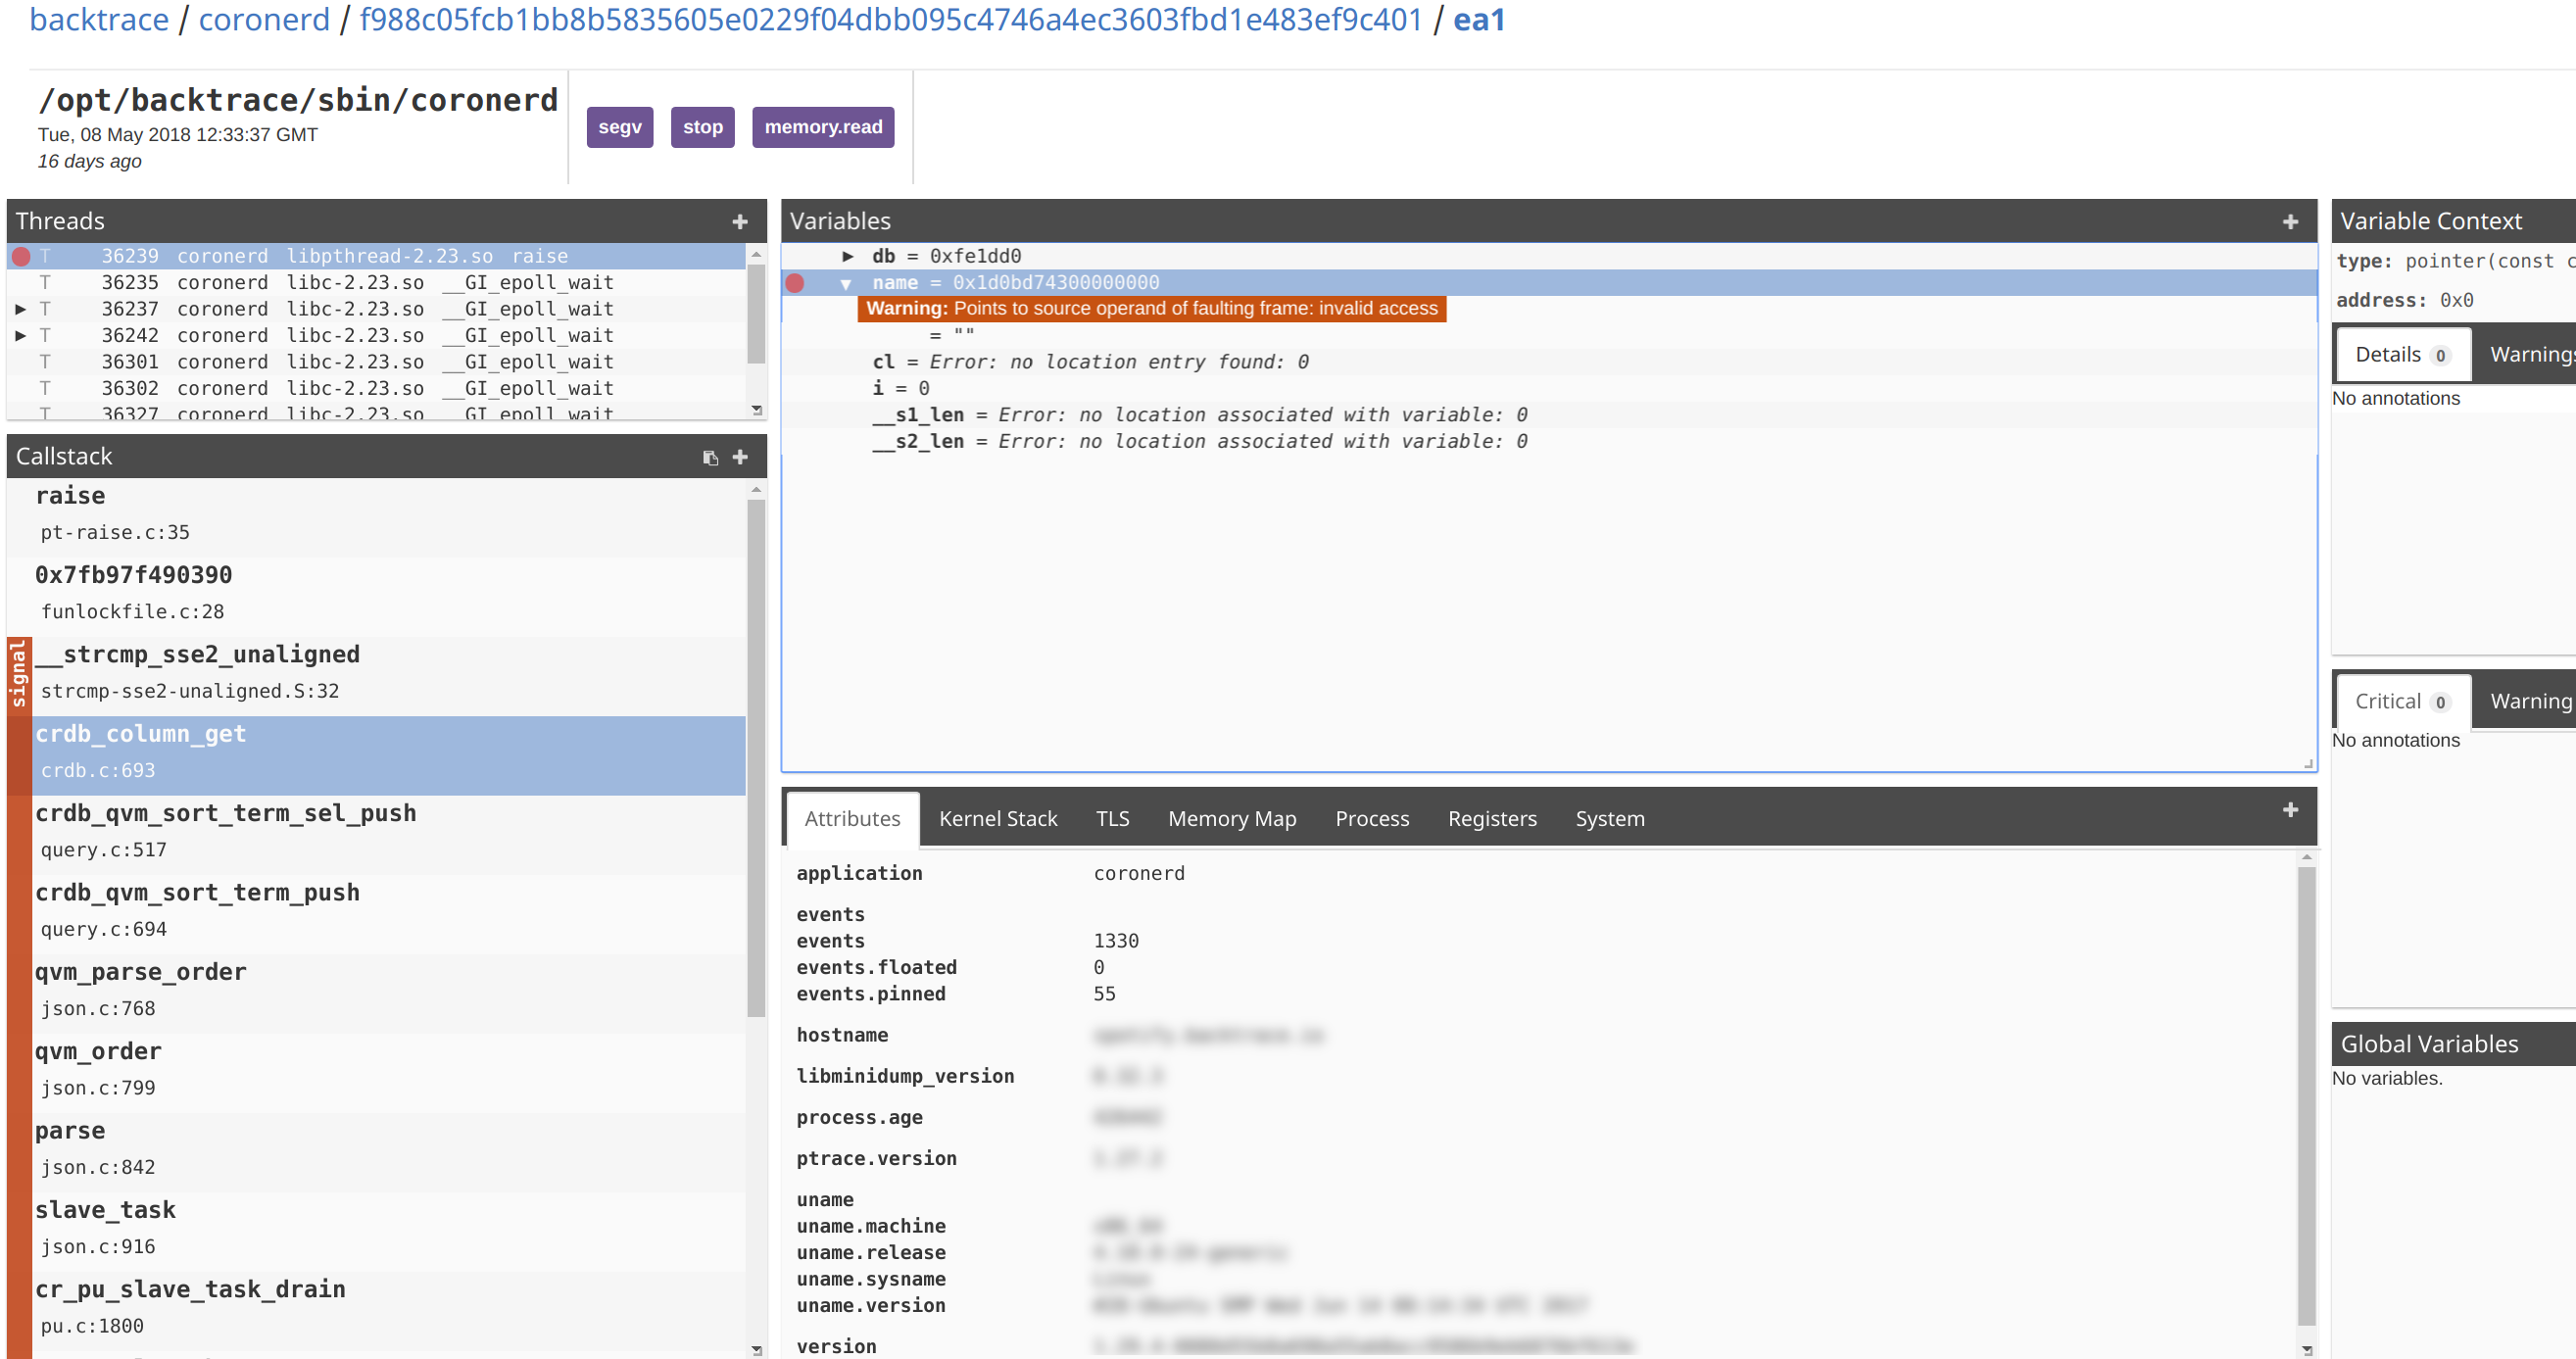 backtrace / coronerd / f988c05fcb1bb8b5835605e0229f04dbb095c4746a4ec3603fbd1e483ef9c401 / ea1
/opt/backtrace/sbin/coronerd
Tue, 08 May 2018 12:33:37 GMT
16 days ago
segv stop memory.read
Threads
T 36239 coronerd libpthread-2.23.so raise
T 36235 coronerd libc-2.23.so __GI_epoll_wait
T 36237 coronerd libc-2.23.so __GI_epoll_wait
T 36242 coronerd libc-2.23.so __GI_epoll_wait
T 36301 coronerd libc-2.23.so __GI_epoll_wait
T 36302 coronerd libc-2.23.so __GI_epoll_wait
T 36327 coronerd libc-2.23.so __GI_epoll_wait
Callstack
raise
pt-raise.c:35
0x7fb97f490390
funlockfile.c:28
signal
__strcmp_sse2_unaligned
strcmp-sse2-unaligned.S:32
crdb_column_get
crdb.c:693
crdb_qvm_sort_term_sel_push
query.c:517
crdb_qvm_sort_term_push
query.c:694
qvm_parse_order
json.c:768
qvm_order
json.c:799
parse
json.c:842
slave_task
json.c:916
cr_pu_slave_task_drain
pu.c:1800
Variables
db = 0xfe1dd0
name = 0x1d0bd74300000000
Warning: Points to source operand of faulting frame: invalid access
= ""
cl = Error: no location entry found: 0
i = 0
__s1_len = Error: no location associated with variable: 0
__s2_len = Error: no location associated with variable: 0
Attributes Kernel Stack TLS Memory Map Process Registers System
application coronerd
events
events 1330
events.floated 0
events.pinned 55
hostname
libminidump_version
process.age
ptrace.version
uname
uname.machine
uname.release
uname.sysname
uname.version
version
Variable Context
type: pointer(const c
address: 0x0
Details 0 Warnings
No annotations
Critical 0 Warning
No annotations
Global Variables
No variables.